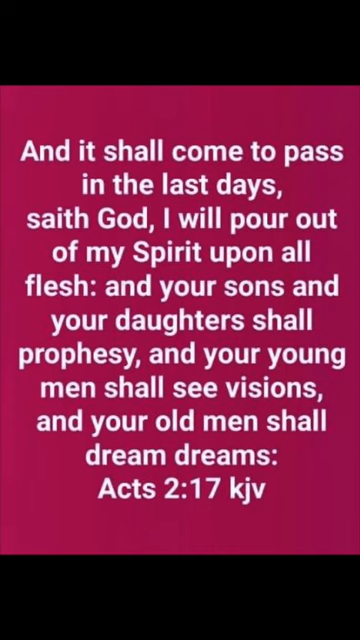 And it shall come to pass
in the last days,
saith God, I will pour out
of my Spirit upon all
flesh: and your sons and
your daughters shall
prophesy, and your young
men shall see visions,
and your old men shall
dream dreams:
Acts 2:17 kjv